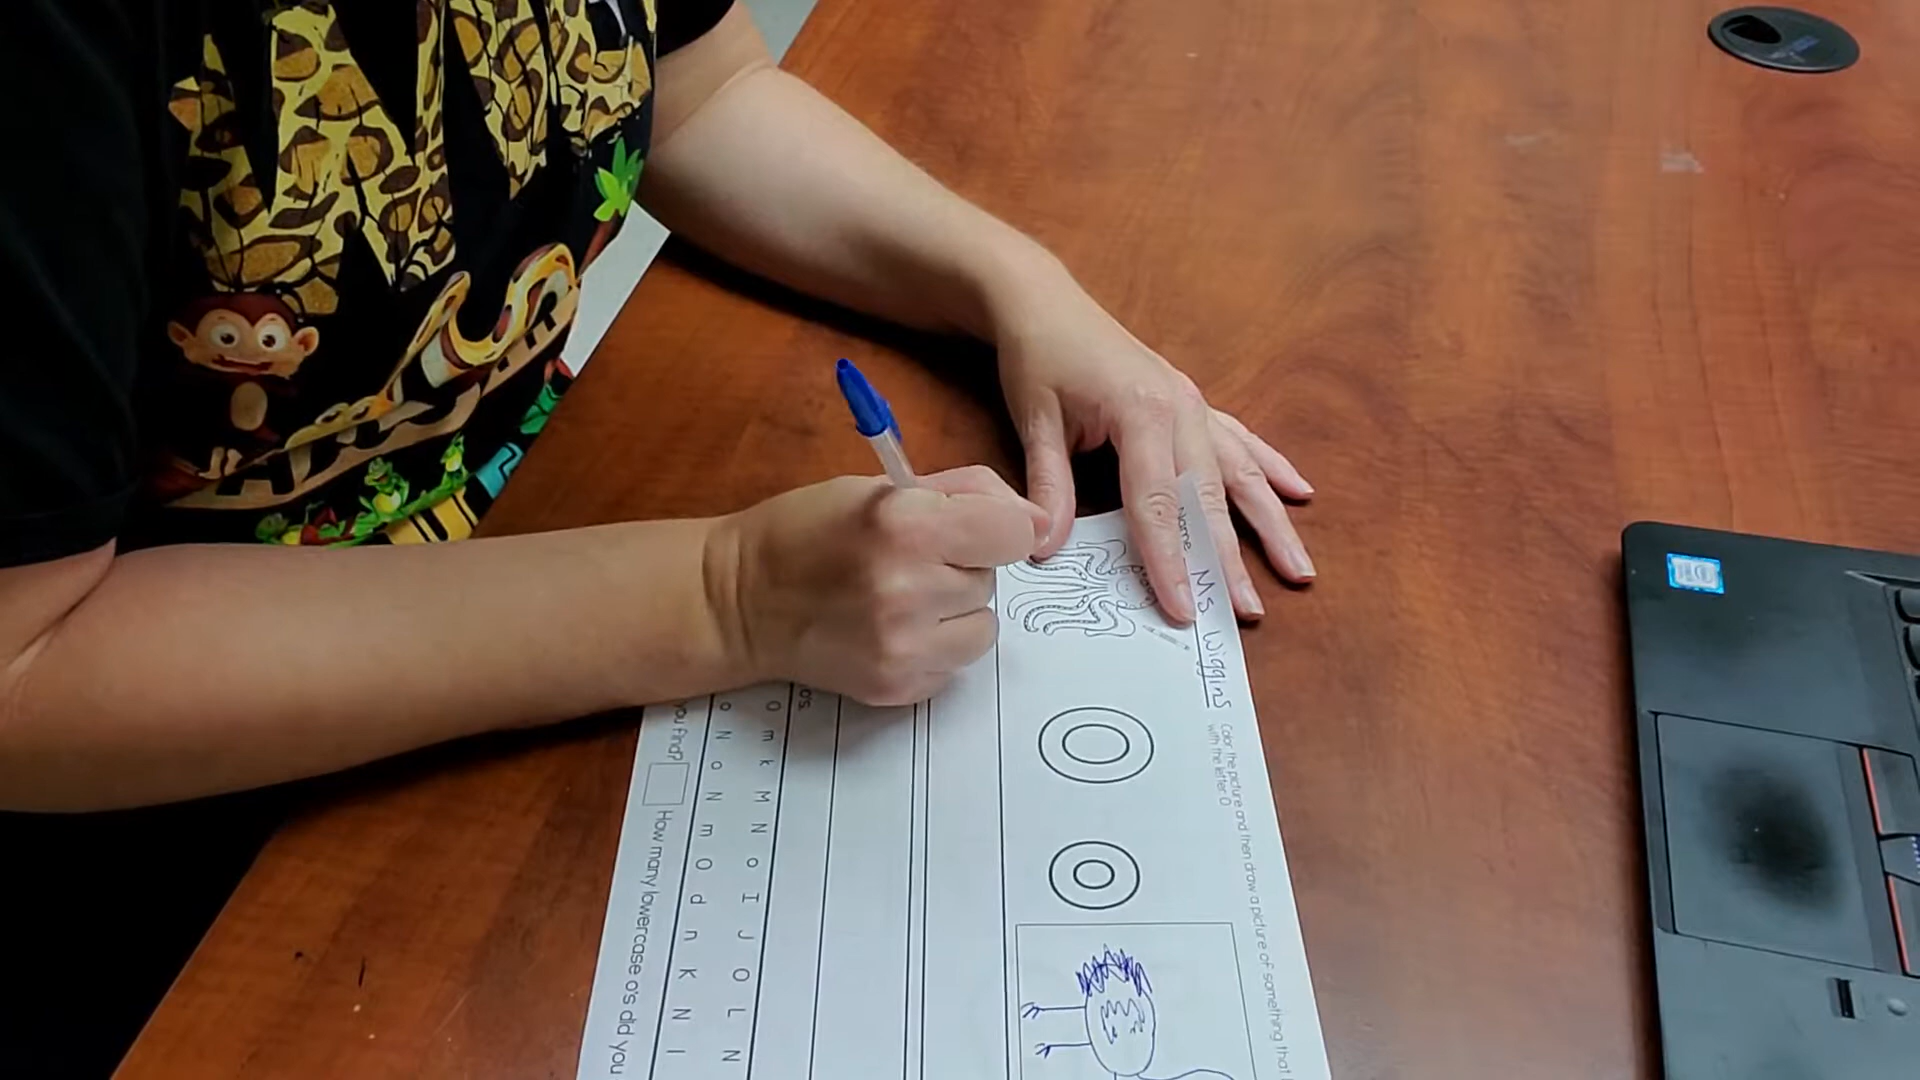 Name Ms Wiggins
Color the picture and then draw a picture of something that
with the letter O
O o
o's.
O m k M N o I J O L N
o N o N m O d n K N l
you find? How many lowercase o's did you